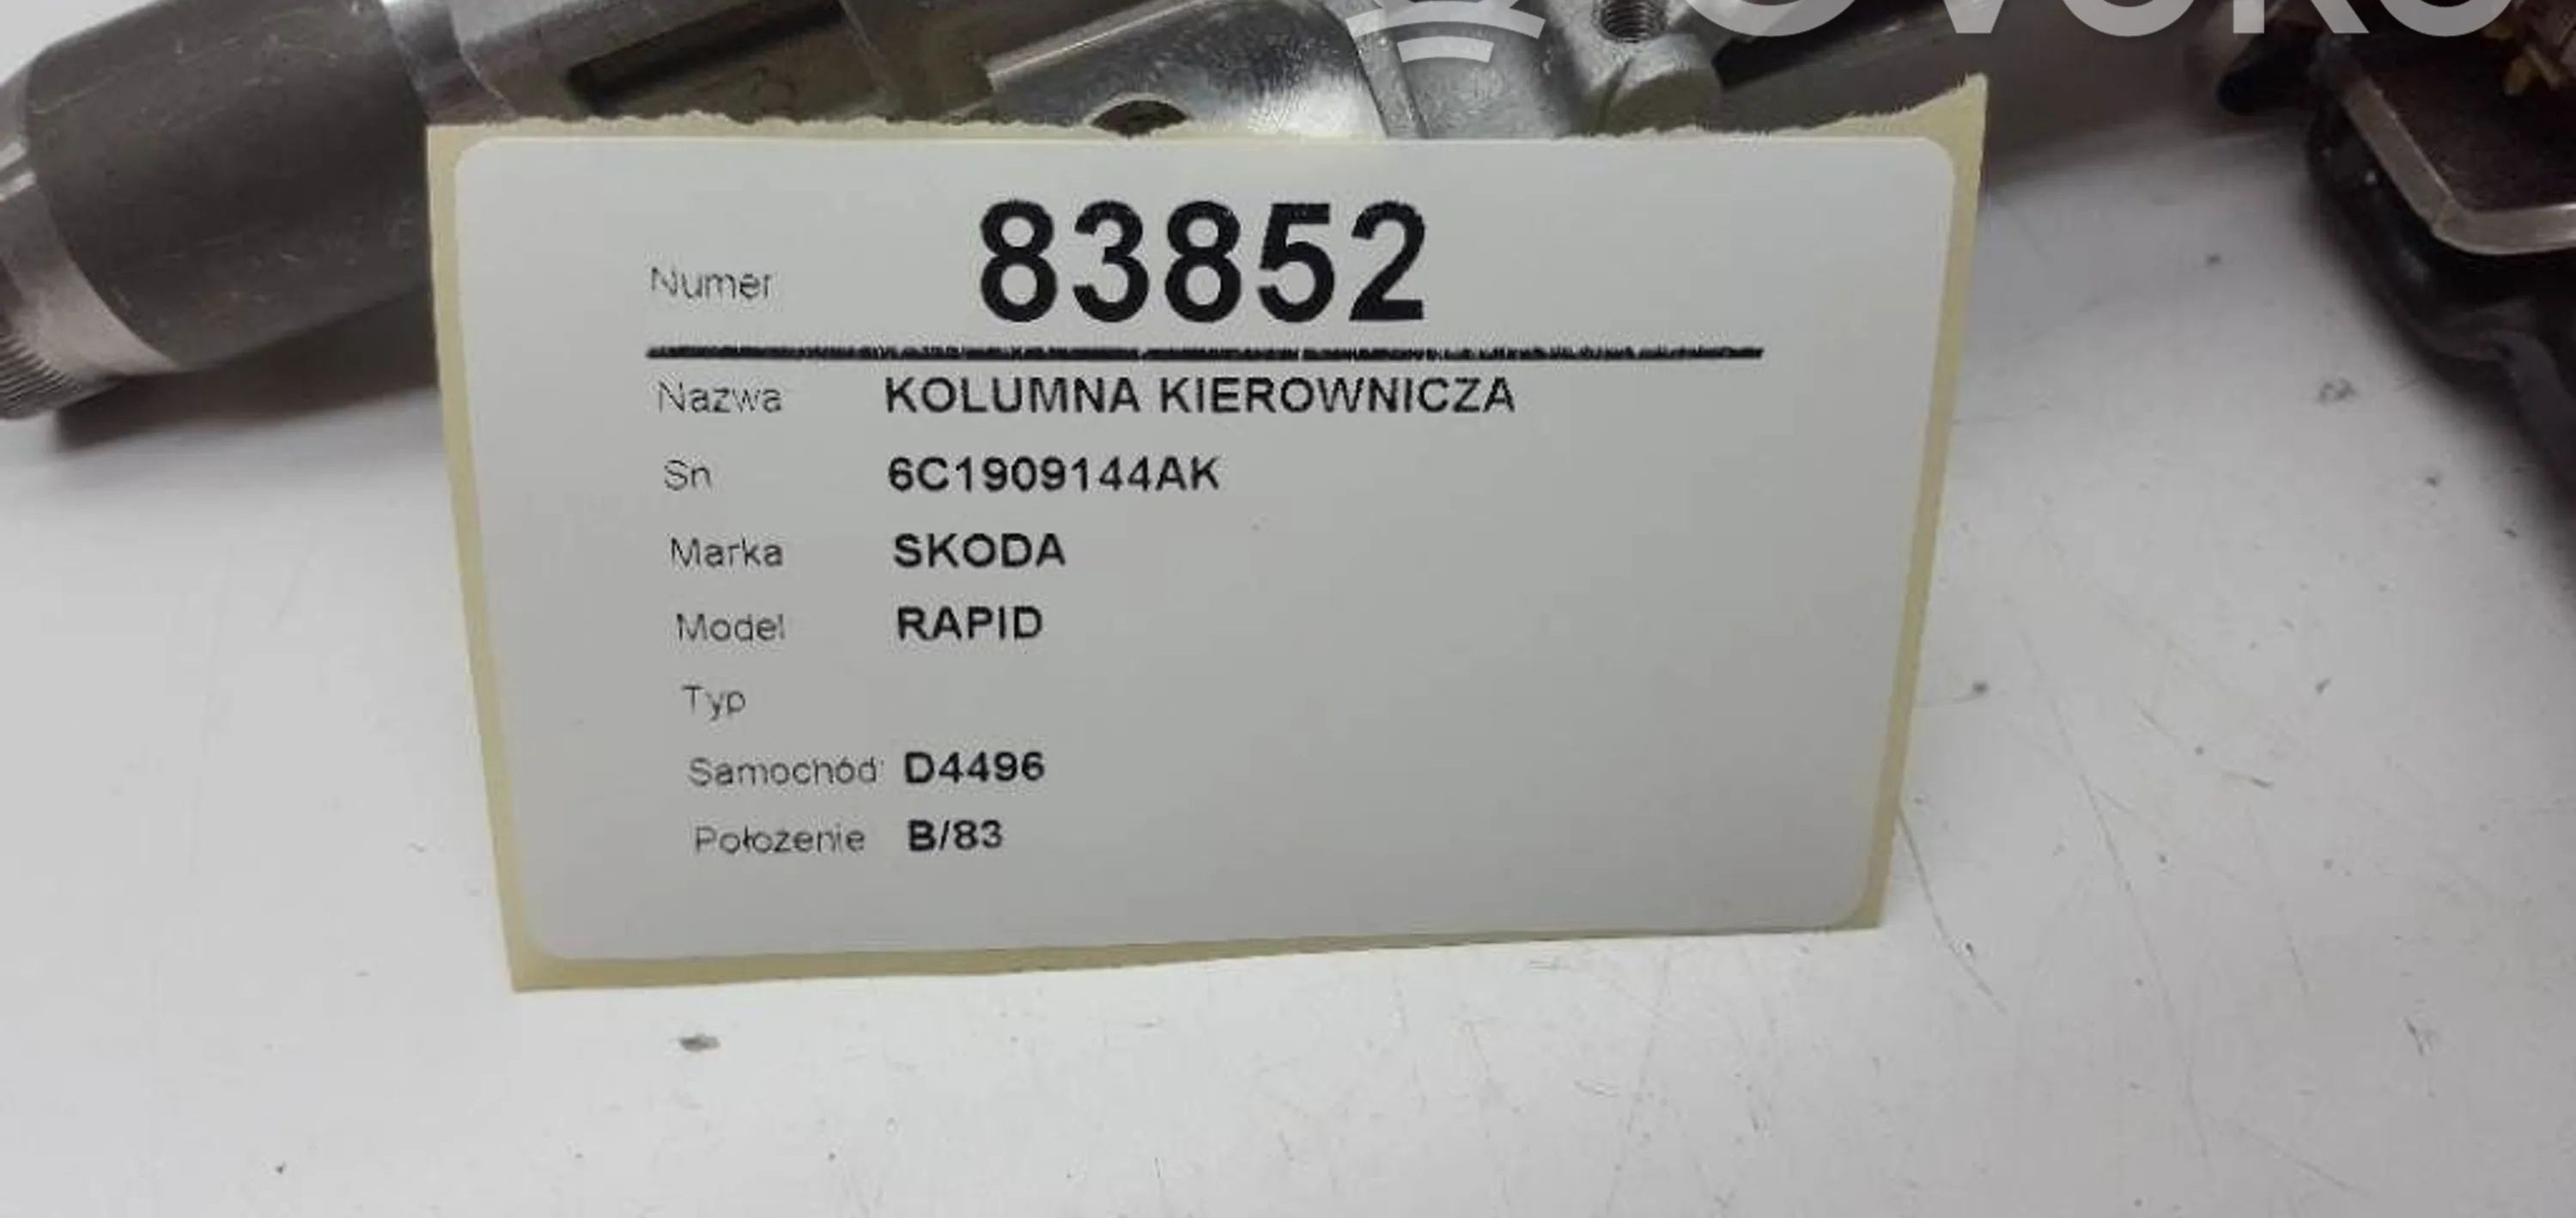 Numer 83852
Nazwa KOLUMNA KIEROWNICZA
Sn 6C1909144AK
Marka SKODA
Model RAPID
Typ
Samochód: D4496
Położenie B/83